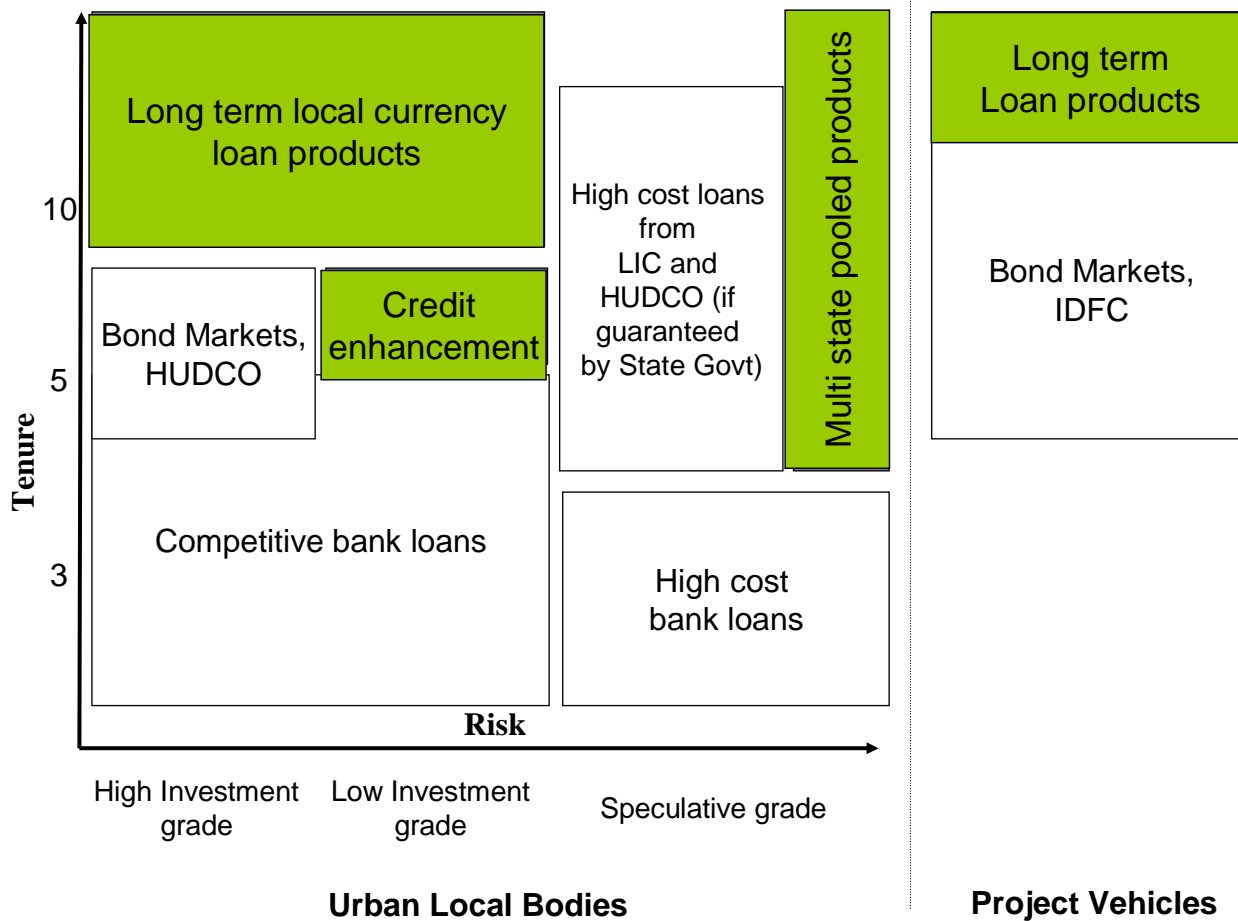 Long term local currency
loan products
Multi state pooled products
Long term
Loan products
10
High cost loans
from
LIC and
HUDCO (if
guaranteed
by State Govt)
Bond Markets,
IDFC
Bond Markets,
HUDCO
Credit
enhancement
5
Tenure
Competitive bank loans
3
High cost
bank loans
Risk
High Investment
grade
Low Investment
grade
Speculative grade
Urban Local Bodies
Project Vehicles